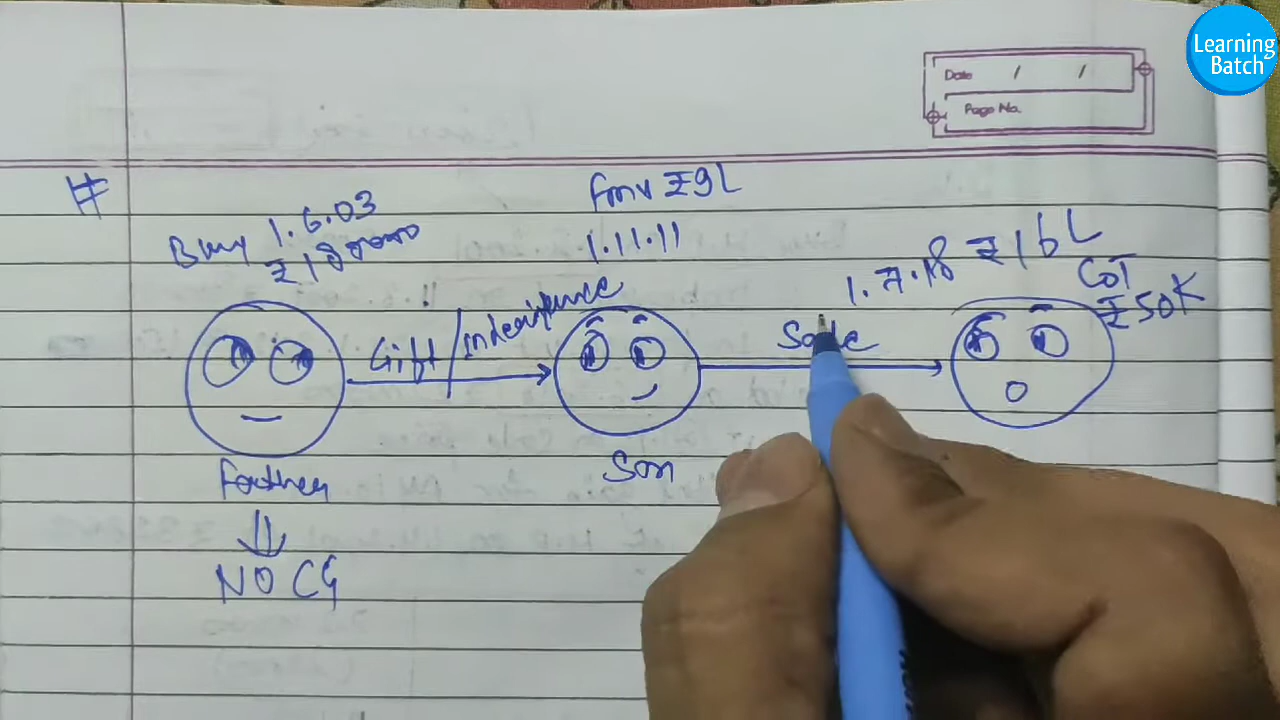 Learning
Batch
Date / /
Page No.
#
Buy 1.6.03
₹
fmv ₹9L
1.11.11
1.7.18 ₹16L
COT
₹50K
Gift/Inheritance
Sale
Father
Son
NO CG